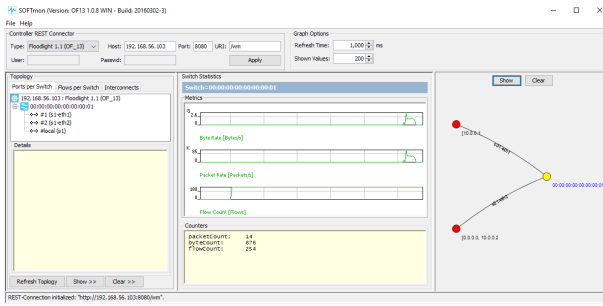 SOFTmon (Version: OF13 1.0.8 WIN - Build: 20160302-3)
File Help
Controller REST Connector
Type: Floodlight 1.1 (OF_13) Host: 192.168.56.103 Port: 8080 URI: /wm
User: Passwd: Apply
Graph Options
Refresh Time: 1,000 ms
Shown Values: 200
Topology
Ports per Switch Flows per Switch Interconnects
192.168.56.103 : Floodlight 1.1 (OF_13)
00:00:00:00:00:00:00:01
#1 (s1-eth1)
#2 (s1-eth2)
#local (s1)
Details
Refresh Toplogy Show >> Clear >>
Switch Statistics
Switch=00:00:00:00:00:00:00:01
Metrics
0
Byte Rate [Bytes/s]
K
0
Packet Rate [Packets/s]
0
Flow Count [Flows]
Counters
packetCount: 14
byteCount: 876
flowCount: 254
Show Clear
[10.0.0.1
00:00:00:00:00:00:00:01
[0.0.0.0, 10.0.0.2
REST-Connection initialized: "http://192.168.56.103:8080/wm".